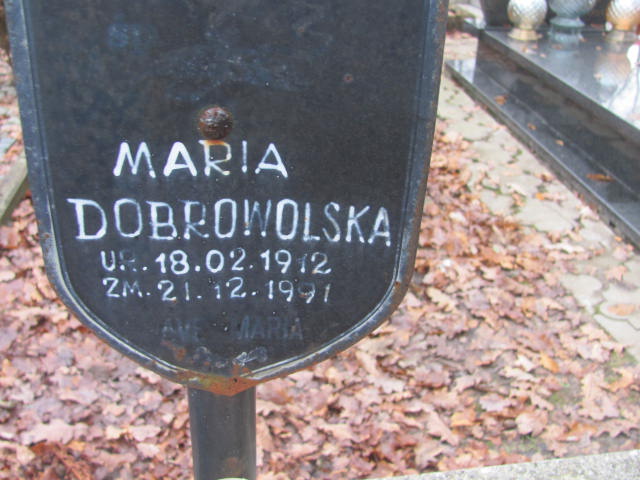 MARIA
DOBROWOLSKA
UR. 18.02.1912
ZM. 21.12.1991
AVE MARIA